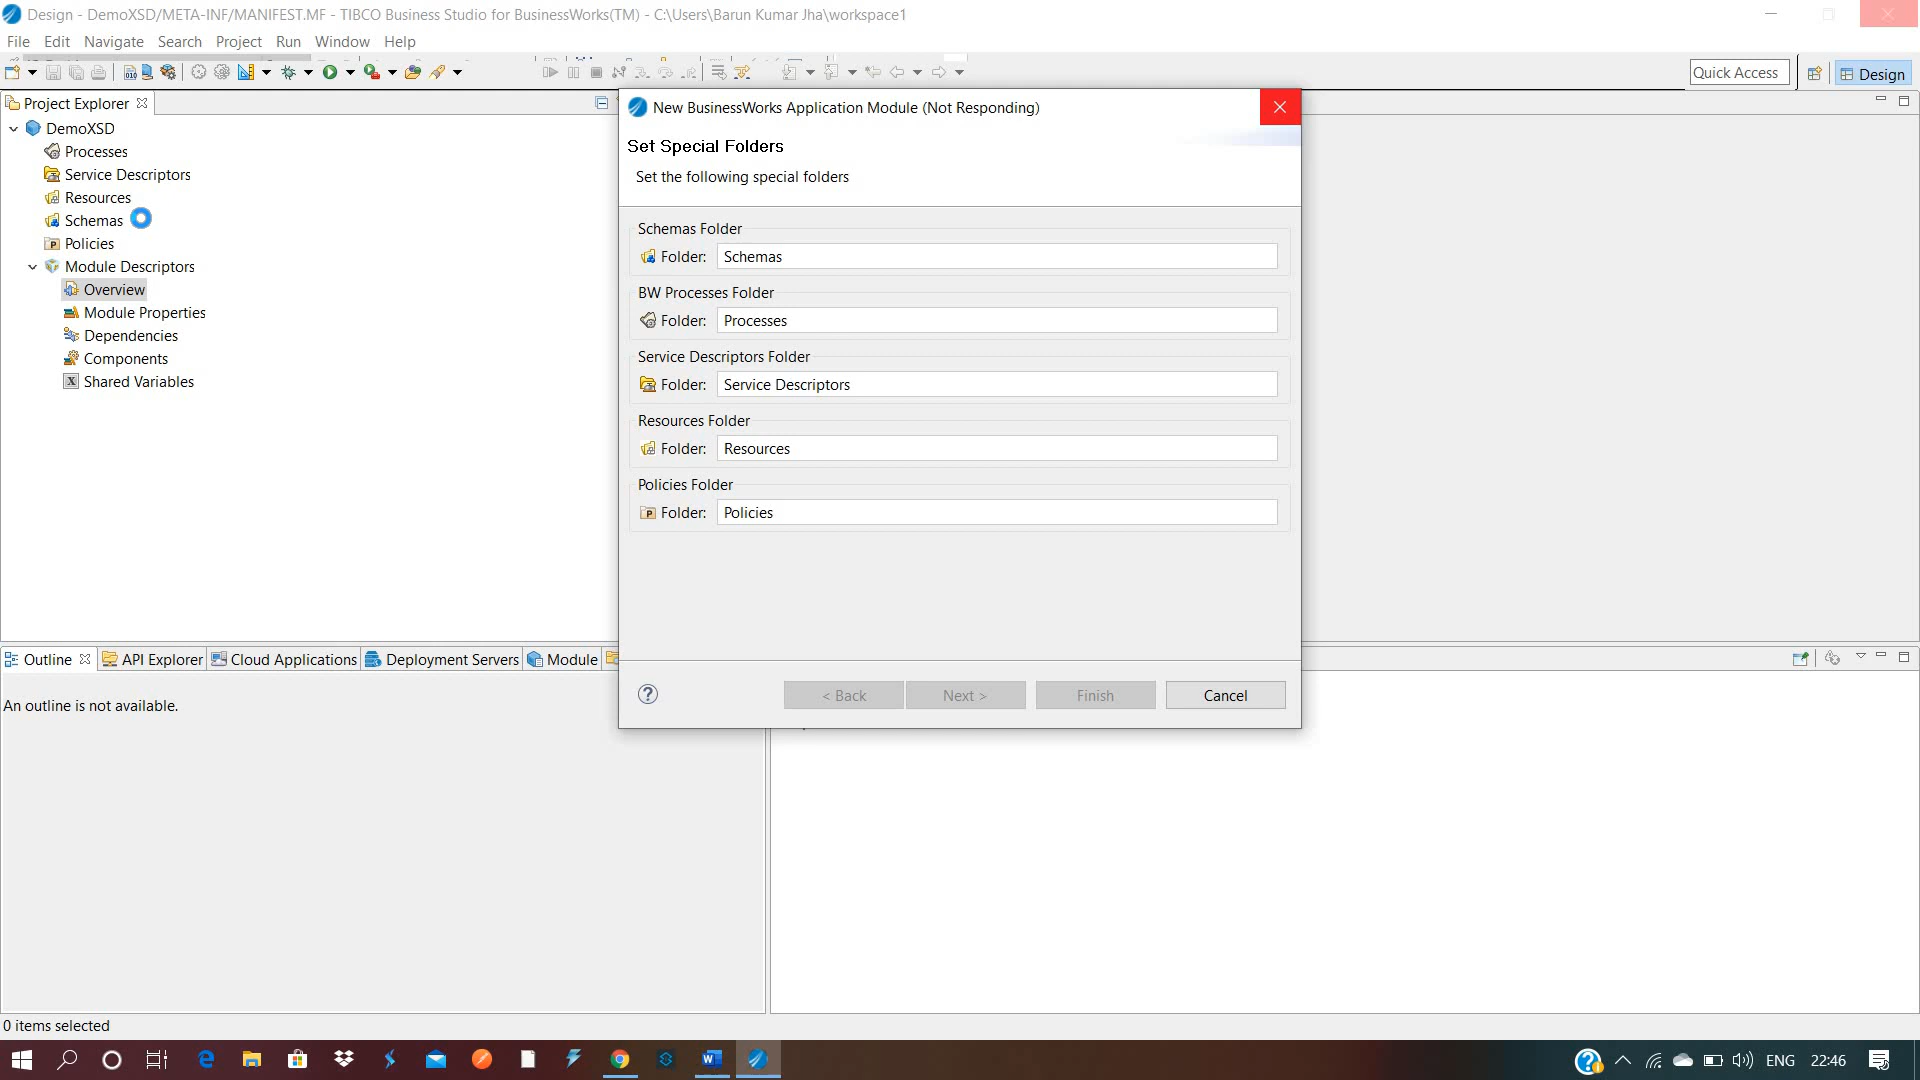 Design - DemoXSD/META-INF/MANIFEST.MF - TIBCO Business Studio for BusinessWorks(TM) - C:\Users\Barun Kumar Jha\workspace1
File Edit Navigate Search Project Run Window Help
Quick Access
Design
Project Explorer
New BusinessWorks Application Module (Not Responding)
DemoXSD
Processes
Service Descriptors
Resources
Schemas
Policies
Module Descriptors
Overview
Module Properties
Dependencies
Components
X Shared Variables
Set Special Folders
Set the following special folders
Schemas Folder
Folder: Schemas
BW Processes Folder
Folder: Processes
Service Descriptors Folder
Folder: Service Descriptors
Resources Folder
Folder: Resources
Policies Folder
Folder: Policies
< Back Next > Finish Cancel
Outline API Explorer Cloud Applications Deployment Servers Module
An outline is not available.
0 items selected
ENG 22:46